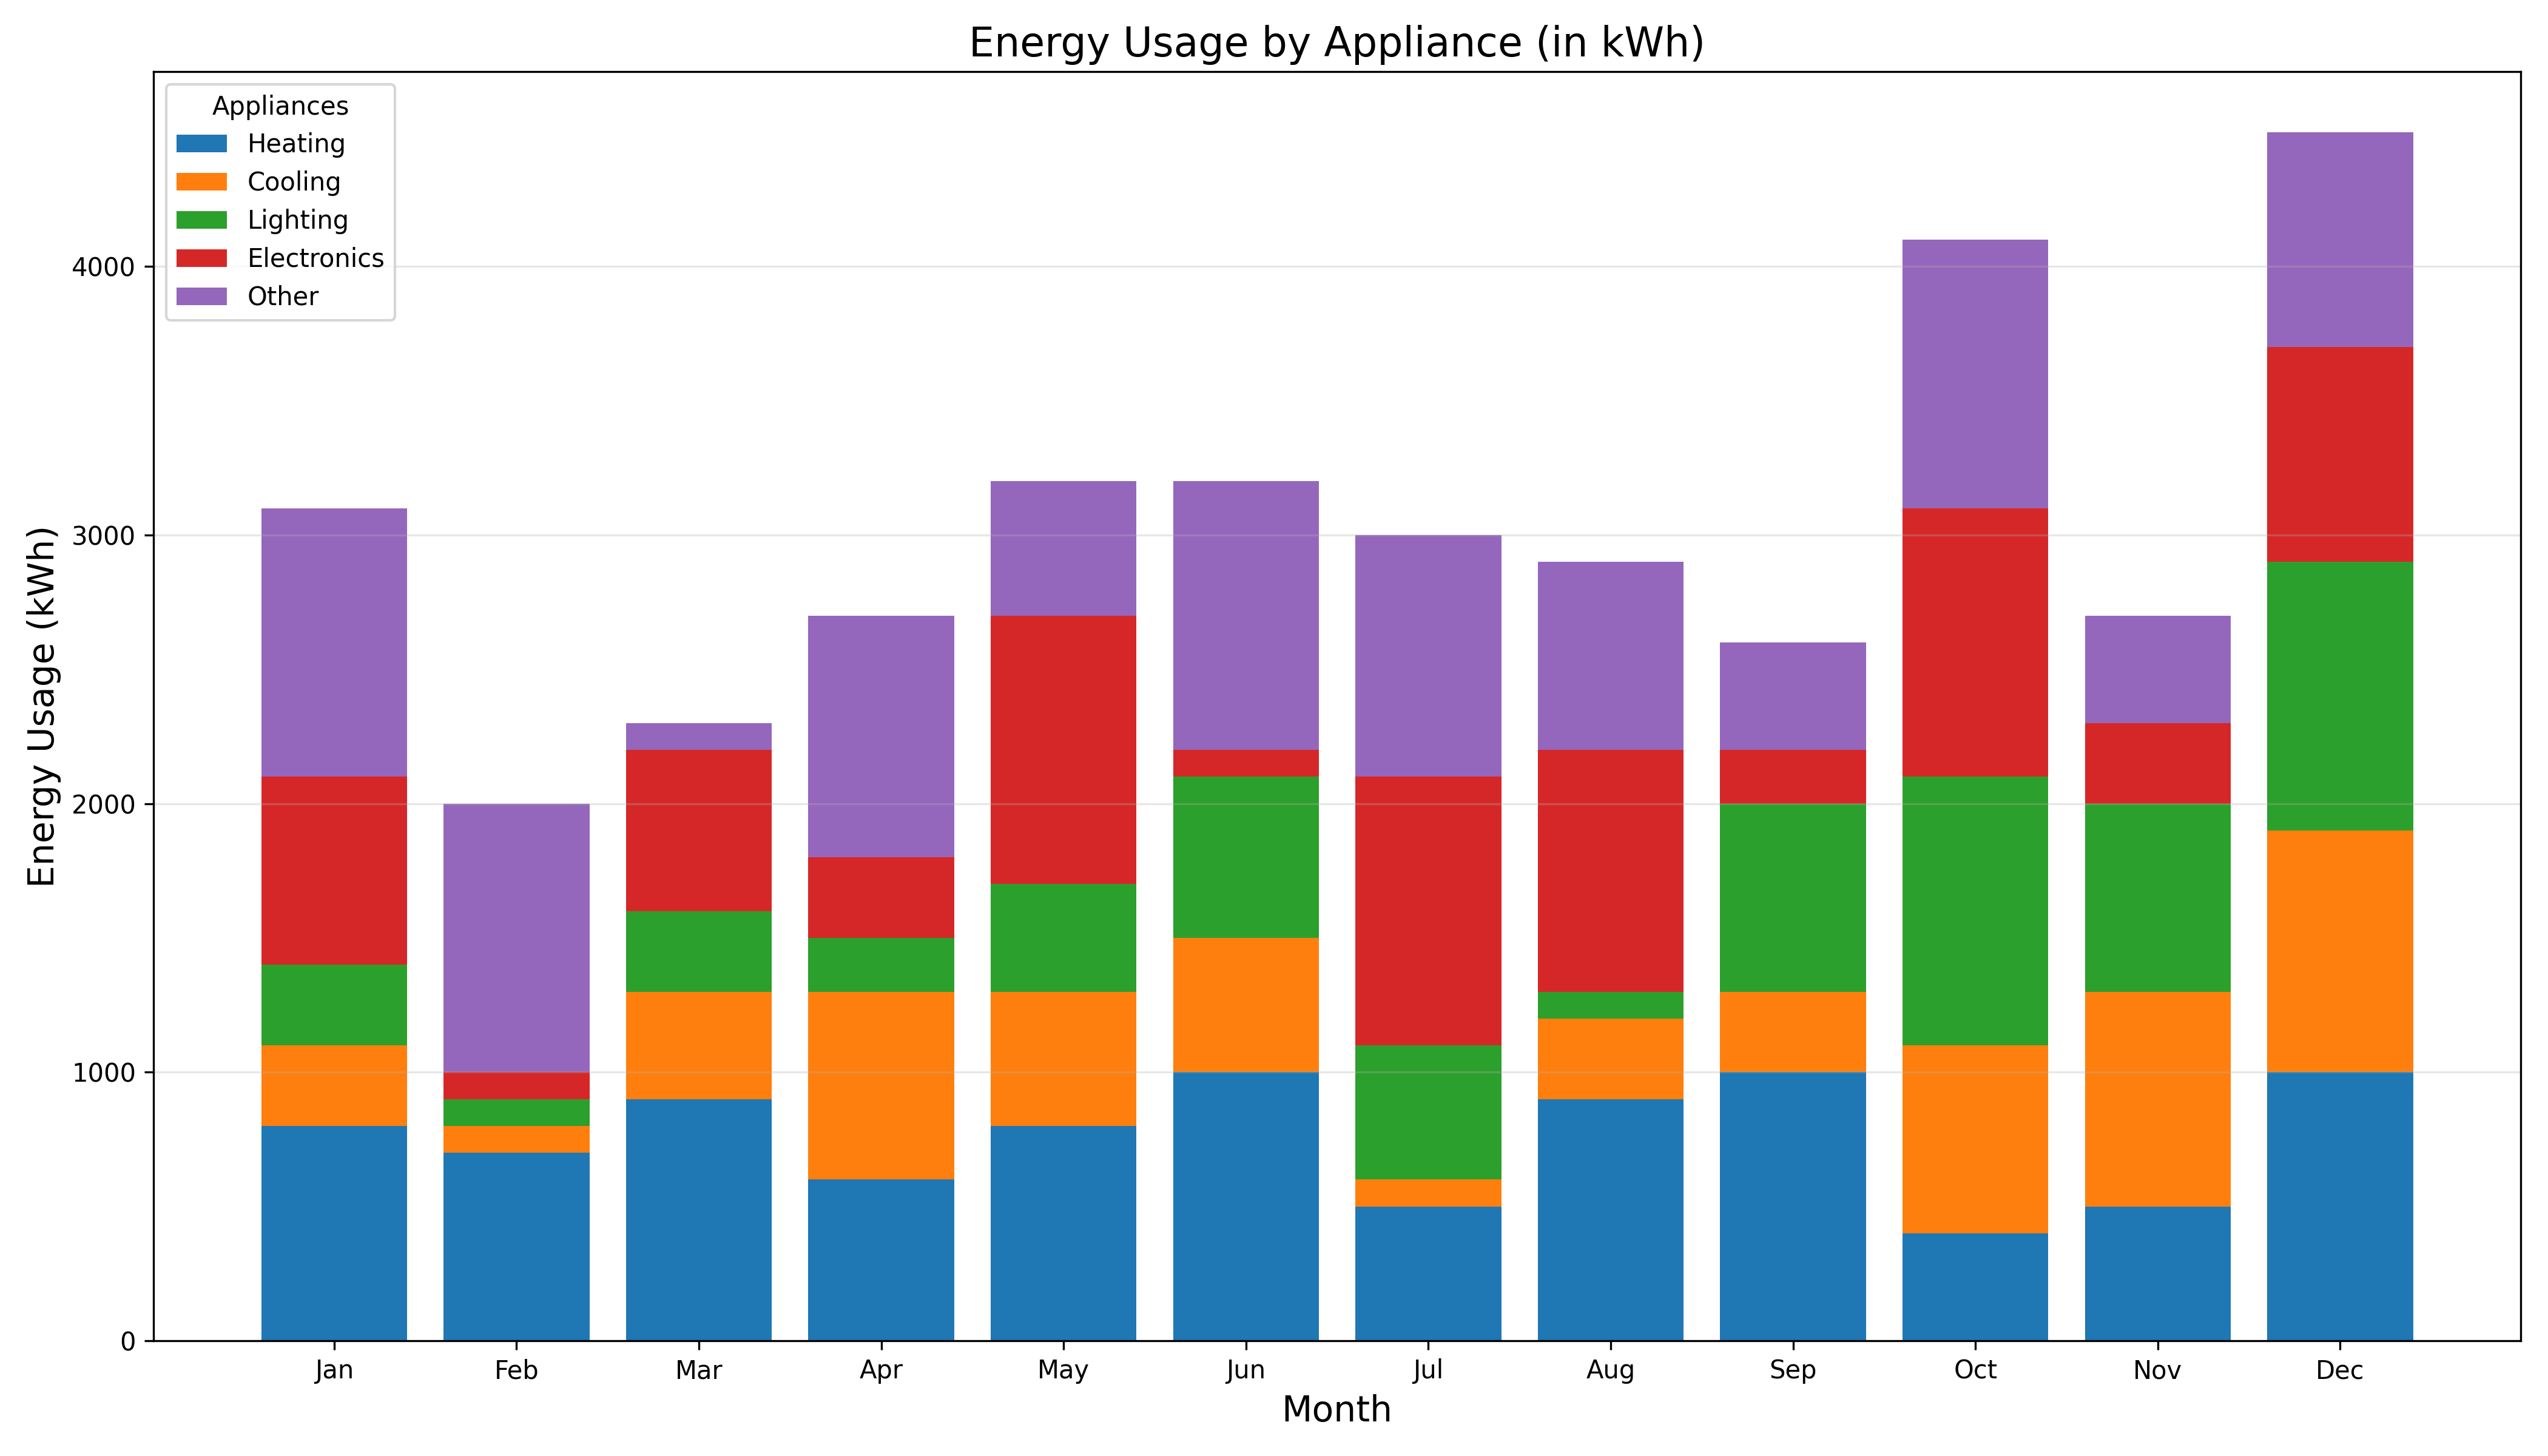 Energy Usage by Appliance (in kWh)
Appliances
Heating
Cooling
Lighting
Electronics
Other
Energy Usage (kWh)
4000
3000
2000
1000
0
Jan Feb Mar Apr May Jun Jul Aug Sep Oct Nov Dec
Month